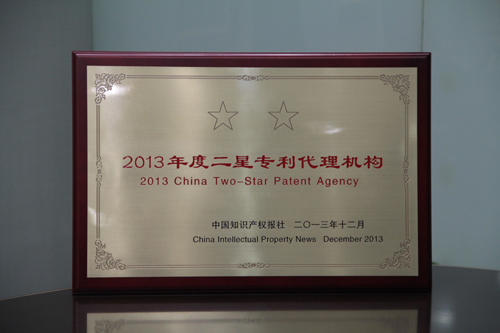 2013年度二星专利代理机构
2013 China Two-Star Patent Agency
中国知识产权报社 二〇一三年十二月
China Intellectual Property News December 2013